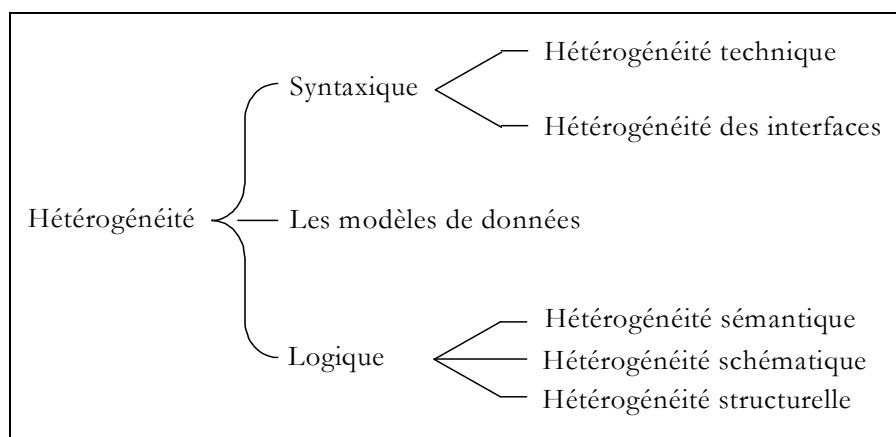 Hétérogénéité technique
Syntaxique
Hétérogénéité des interfaces
Hétérogénéité
Les modèles de données
Hétérogénéité sémantique
Logique
Hétérogénéité schématique
Hétérogénéité structurelle